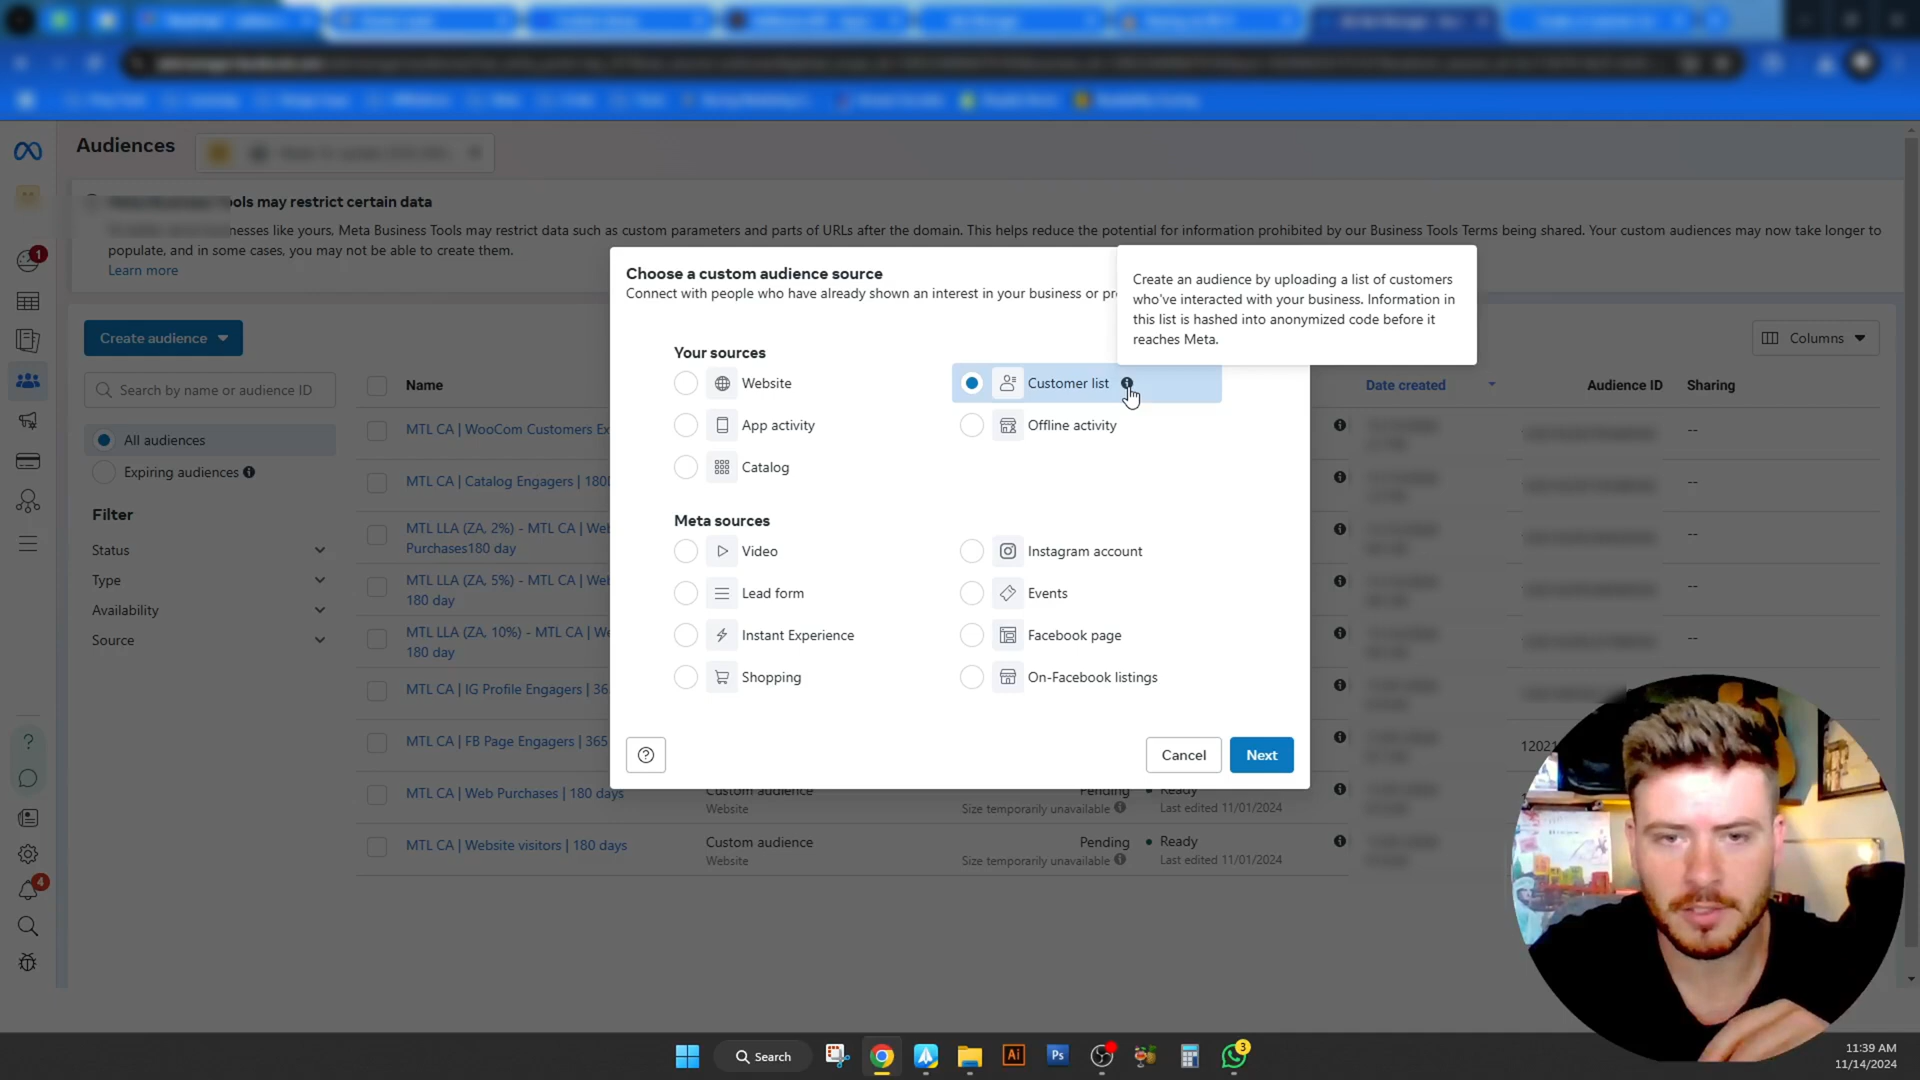 Audiences
ools may restrict certain data
nesses like yours, Meta Business Tools may restrict data such as custom parameters and parts of URLs after the domain. This helps reduce the potential for information prohibited by our Business Tools Terms being shared. Your custom audiences may now take longer to
populate, and in some cases, you may not be able to create them.
Learn more
Choose a custom audience source
Connect with people who have already shown an interest in your business or pr
Create an audience by uploading a list of customers
who've interacted with your business. Information in
this list is hashed into anonymized code before it
reaches Meta.
Create audience
Columns
Search by name or audience ID
All audiences
Expiring audiences
Filter
Status
Type
Availability
Source
Name
Date created
Audience ID
Sharing
MTL CA | WooCom Customers Ex
--
MTL CA | Catalog Engagers | 180
--
MTL LLA (ZA, 2%) - MTL CA | We
Purchases180 day
--
MTL LLA (ZA, 5%) - MTL CA | We
180 day
--
MTL LLA (ZA, 10%) - MTL CA | W
180 day
--
MTL CA | IG Profile Engagers | 36
MTL CA | FB Page Engagers | 365
12021
MTL CA | Web Purchases | 180 days
Custom audience
Website
Pending
Size temporarily unavailable
Ready
Last edited 11/01/2024
MTL CA | Website visitors | 180 days
Custom audience
Website
Pending
Size temporarily unavailable
Ready
Last edited 11/01/2024
Your sources
Website
Customer list
App activity
Offline activity
Catalog
Meta sources
Video
Instagram account
Lead form
Events
Instant Experience
Facebook page
Shopping
On-Facebook listings
Cancel
Next
1
4
Search
Ai
Ps
3
11:39 AM
11/14/2024